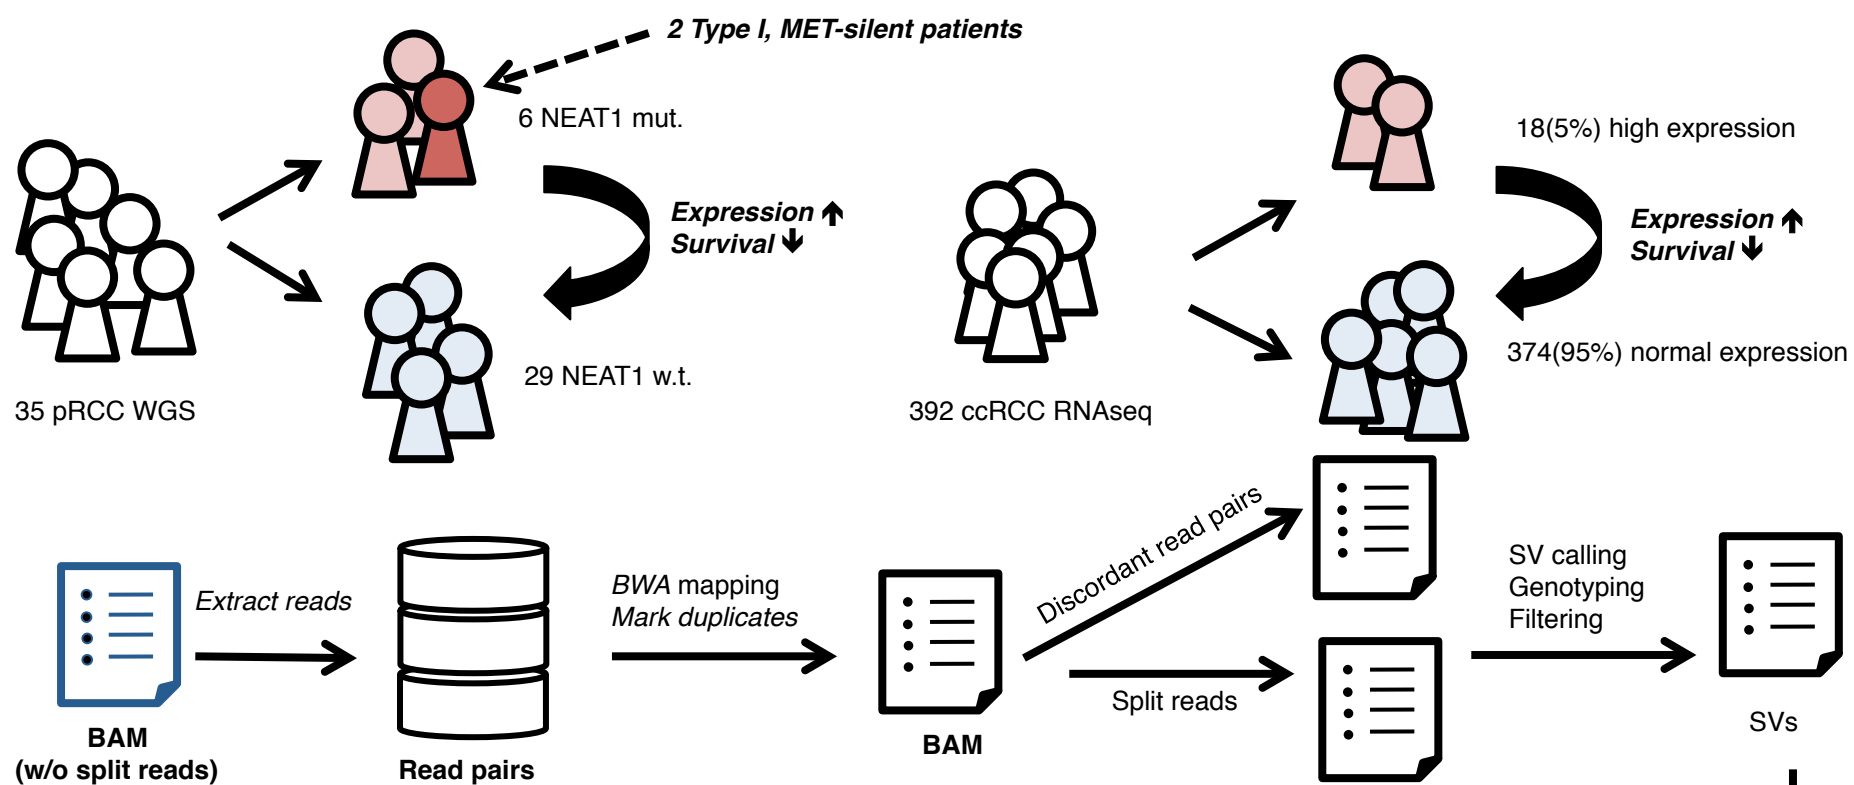 2 Type I, MET-silent patients
6 NEAT1 mut.
Expression
Survival
29 NEAT1 w.t.
35 pRCC WGS
18(5%) high expression
Expression
Survival
374(95%) normal expression
392 ccRCC RNAseq
Extract reads
BWA mapping
Mark duplicates
Discordant read pairs
Split reads
SV calling
Genotyping
Filtering
BAM
(w/o split reads)
Read pairs
BAM
SVs